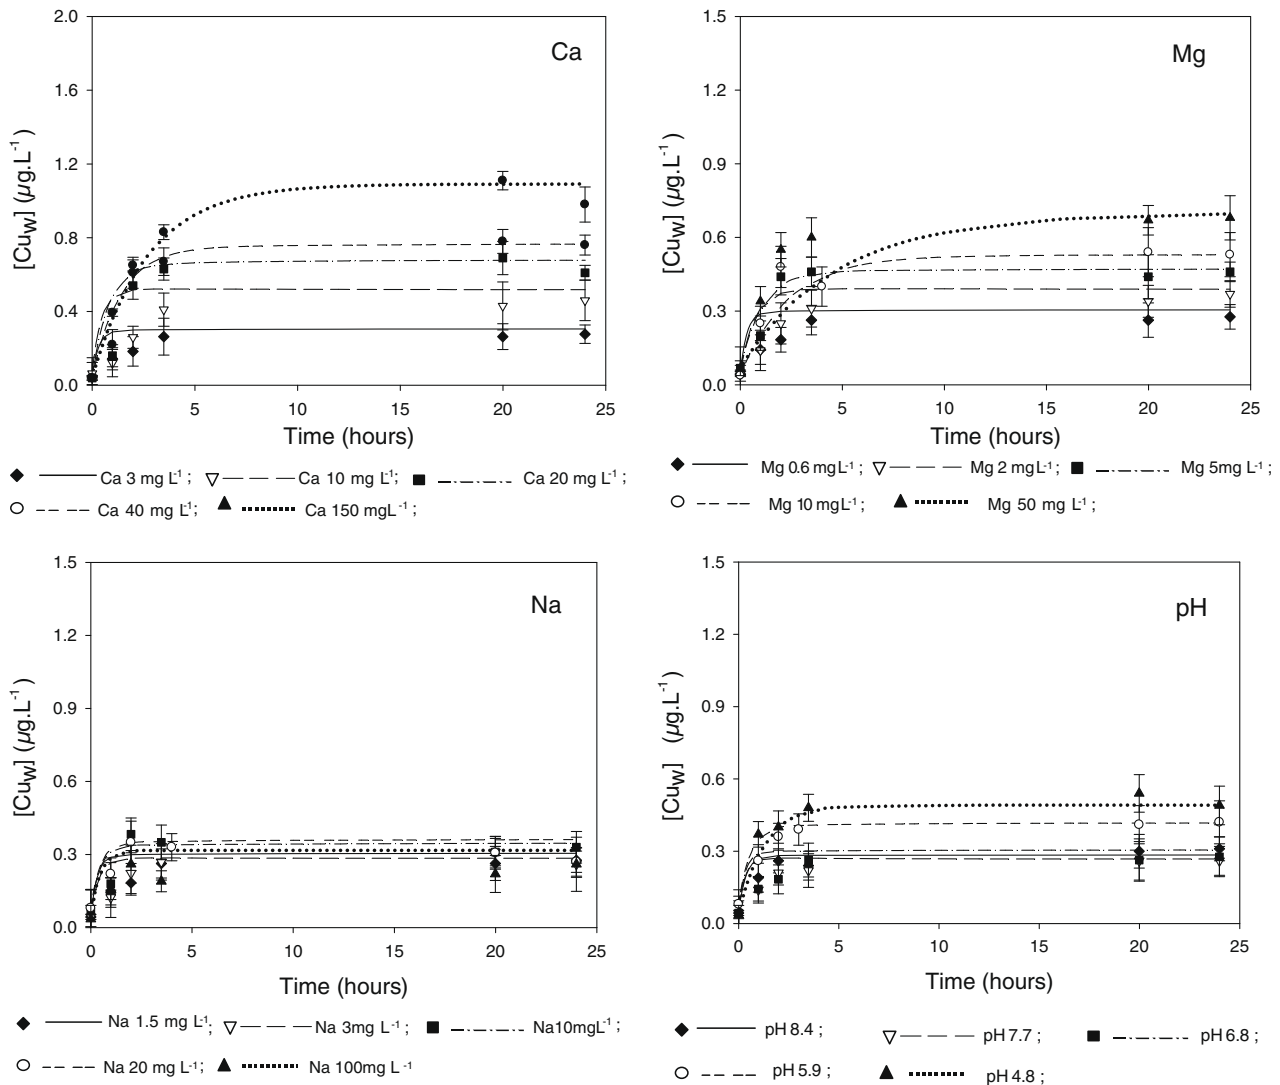 Ca
2.0
1.6
1.2
0.8
0.4
0.0
[Cuw] (µg.L-1)
0 5 10 15 20 25
Time (hours)
Ca 3 mg L-1 ; Ca 10 mg L-1; Ca 20 mg L-1 ;
Ca 40 mg L-1; Ca 150 mgL-1 ;
Mg
1.5
1.2
0.9
0.6
0.3
0.0
[Cuw] (µg.L-1)
0 5 10 15 20 25
Time (hours)
Mg 0.6 mgL-1 ; Mg 2 mgL-1; Mg 5mg L-1 ;
Mg 10 mgL-1; Mg 50 mg L-1;
Na
1.5
1.2
0.9
0.6
0.3
0.0
[Cuw] (µg.L-1)
0 5 10 15 20 25
Time (hours)
Na 1.5 mg L-1; Na 3mg L-1 ; Na10mgL-1;
Na 20 mg L-1; Na 100mg L-1
pH
1.5
1.2
0.9
0.6
0.3
0.0
[Cuw] (µg.L-1)
0 5 10 15 20 25
Time (hours)
pH 8.4 ; pH 7.7 ; pH 6.8 ;
pH 5.9 ; pH 4.8 ;